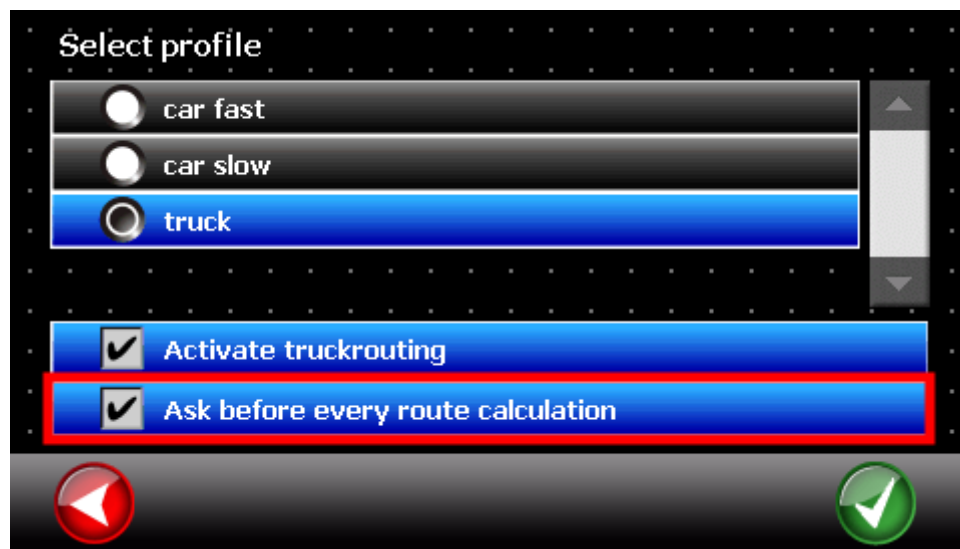 Select profile
car fast
car slow
truck
Activate truckrouting
Ask before every route calculation